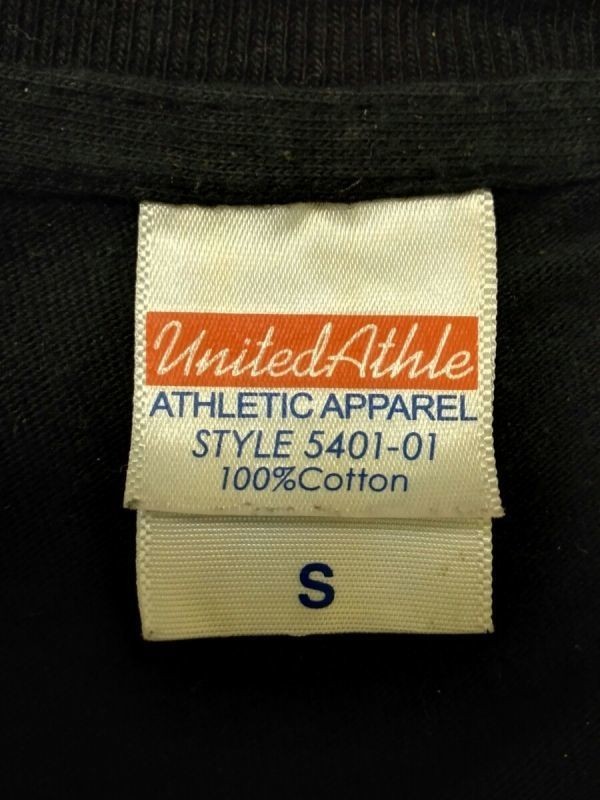 UnitedAthle
ATHLETIC APPAREL
STYLE 5401-01
100%Cotton
S